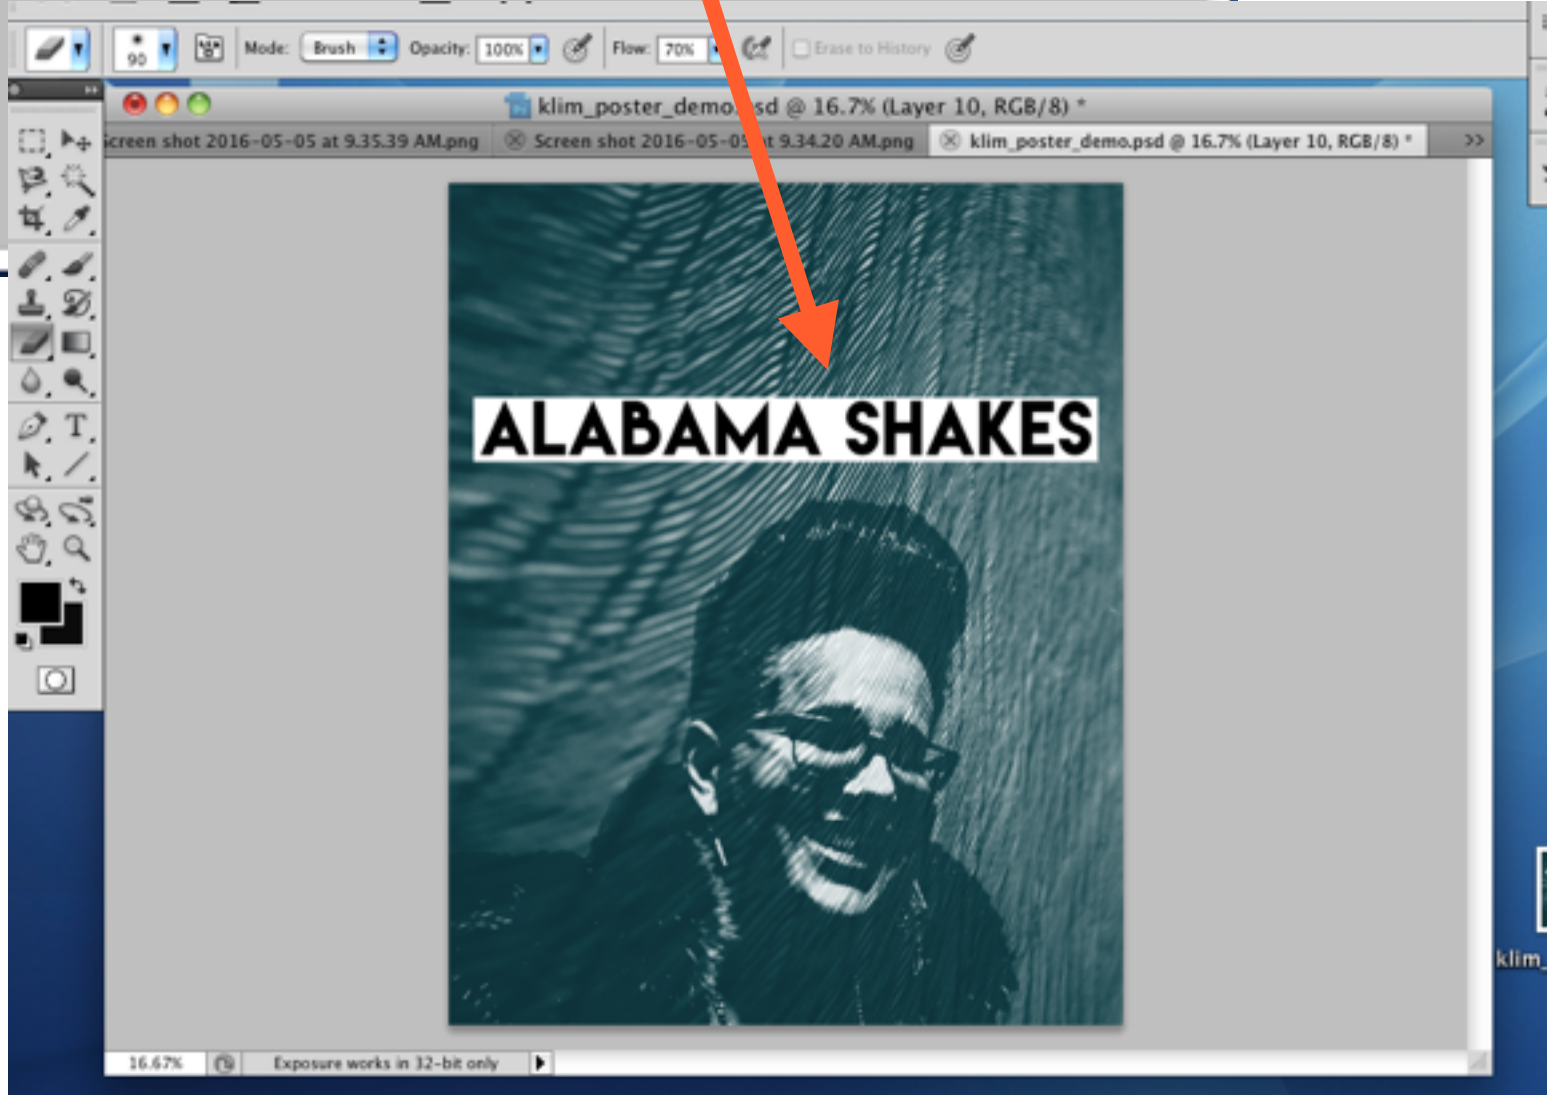 90 Mode: Brush Opacity: 100% Flow: 70% Erase to History
klim_poster_demo.psd @ 16.7% (Layer 10, RGB/8) *
Screen shot 2016-05-05 at 9.35.39 AM.png Screen shot 2016-05-05 at 9.34.20 AM.png klim_poster_demo.psd @ 16.7% (Layer 10, RGB/8) * >>
T
ALABAMA SHAKES
klim_
16.67% Exposure works in 32-bit only